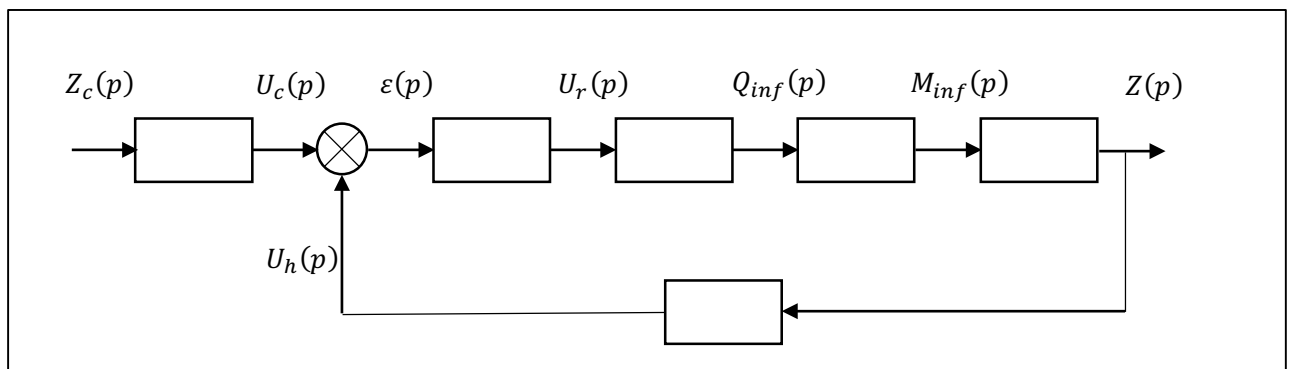 Z_c(p) U_c(p) ε(p) U_r(p) Q_inf(p) M_inf(p) Z(p)
U_h(p)